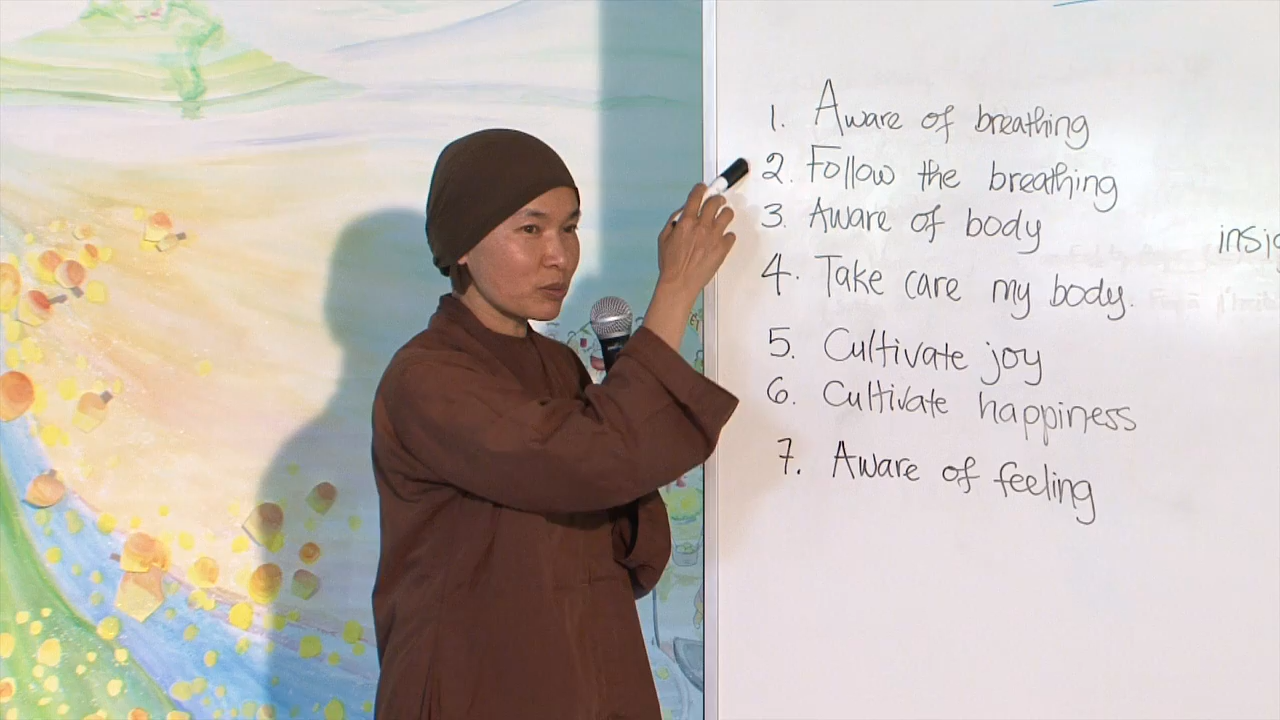 1. Aware of breathing
2. Follow the breathing
3. Aware of body
4. Take care my body.
5. Cultivate joy
6. Cultivate happiness
7. Aware of feeling